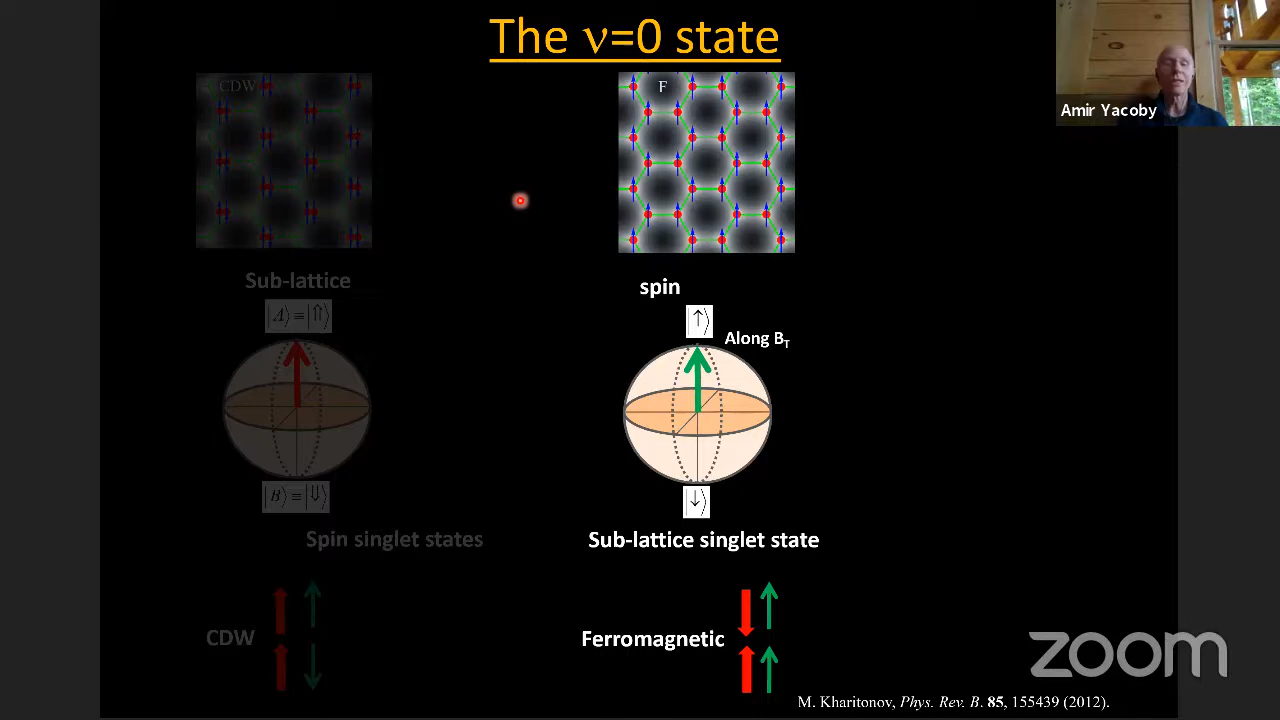 The ν=0 state
Amir Yacoby
CDW
F
Sub-lattice
spin
|A⟩≡|⇑⟩
|↑⟩
Along B_T
|B⟩≡|⇓⟩
|↓⟩
Spin singlet states
Sub-lattice singlet state
CDW
Ferromagnetic
zoom
M. Kharitonov, Phys. Rev. B. 85, 155439 (2012).